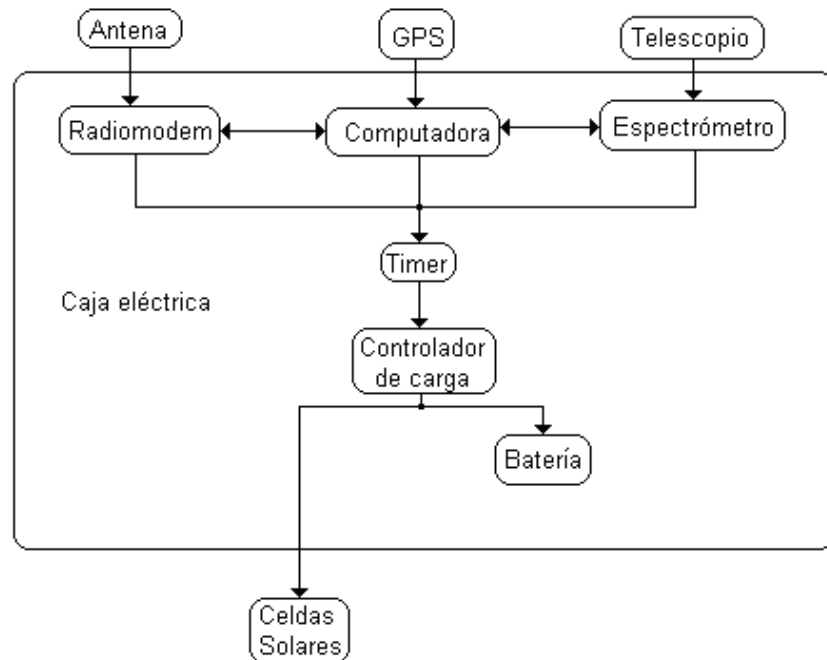 Antena
GPS
Telescopio
Radiomodem
Computadora
Espectrómetro
Timer
Caja eléctrica
Controlador
de carga
Batería
Celdas
Solares